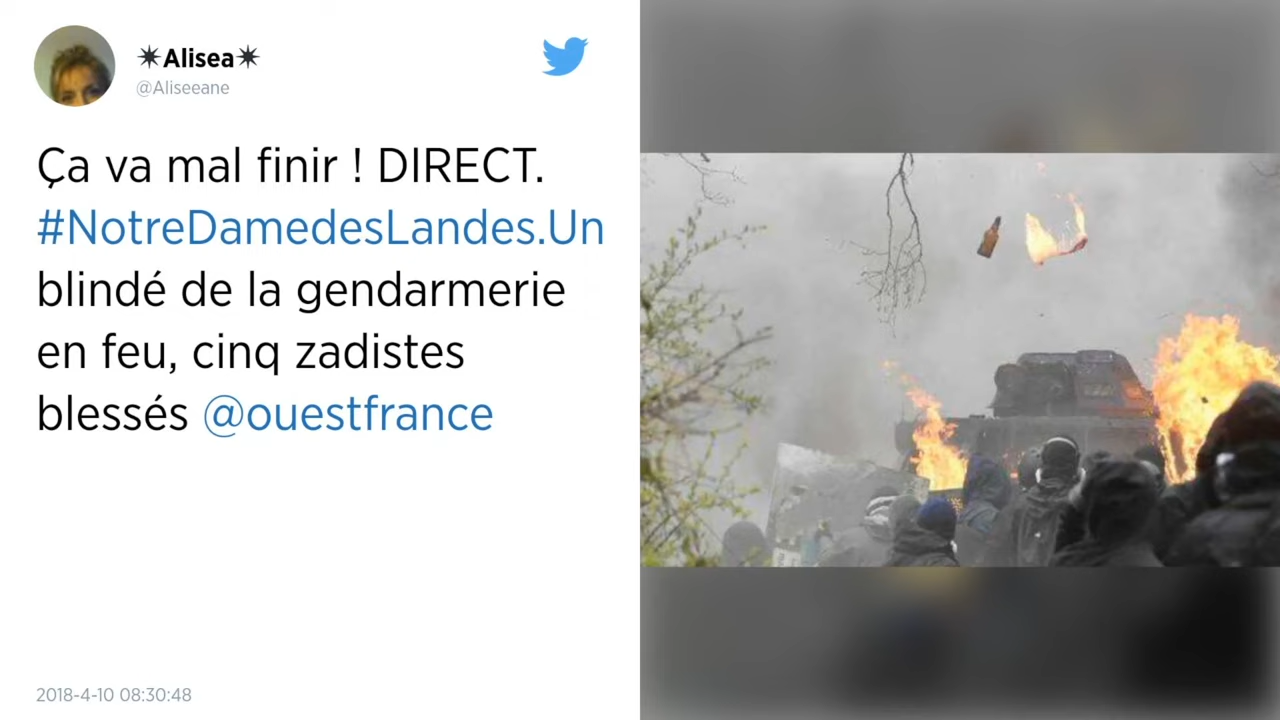 ✷Alisea✷
@Aliseeane
Ça va mal finir ! DIRECT.
#NotreDamedesLandes.Un
blindé de la gendarmerie
en feu, cinq zadistes
blessés @ouestfrance
2018-4-10 08:30:48